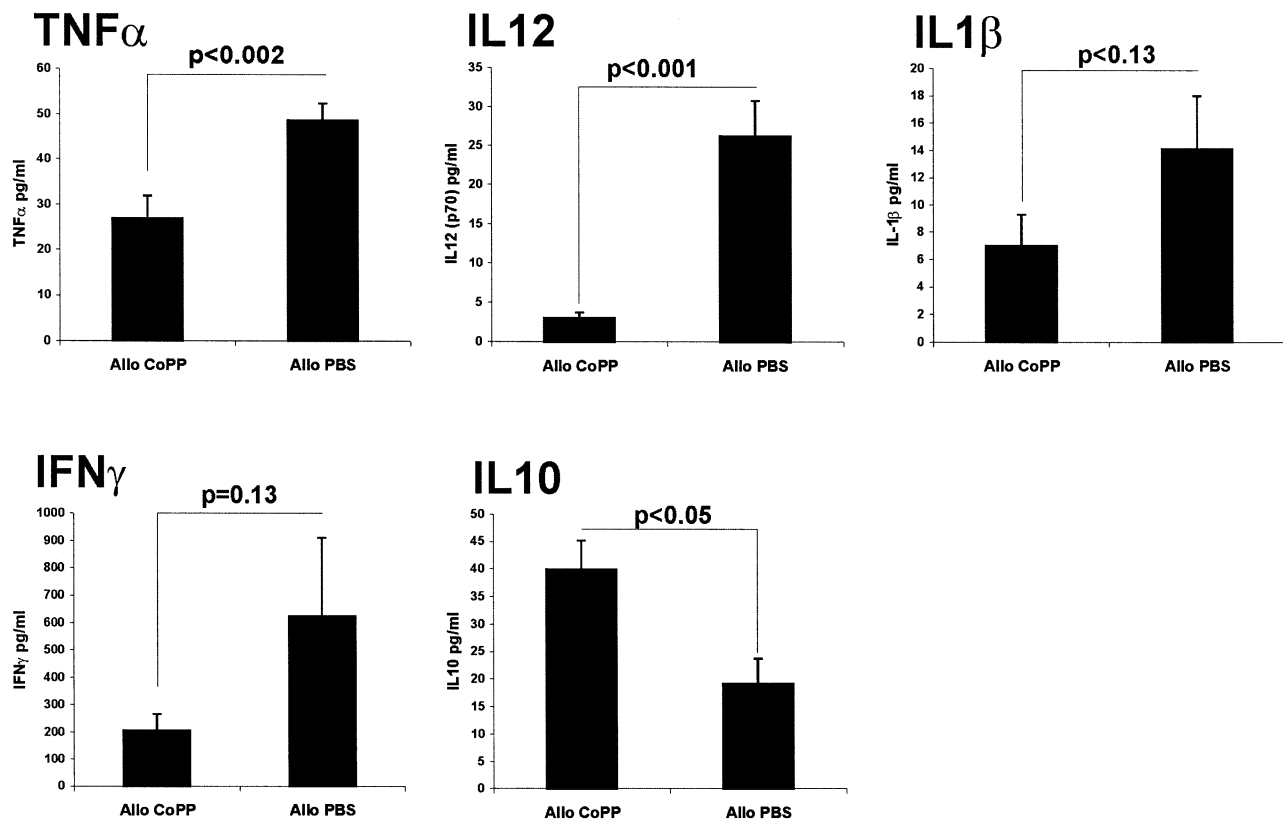 TNFα
p<0.002
60
50
40
30
20
10
0
TNFα pg/ml
Allo CoPP
Allo PBS
IL12
p<0.001
35
30
25
20
15
10
5
0
IL12 (p70) pg/ml
Allo CoPP
Allo PBS
IL1β
p<0.13
20
18
16
14
12
10
8
6
4
2
0
IL-1β pg/ml
Allo CoPP
Allo PBS
IFNγ
p=0.13
1000
900
800
700
600
500
400
300
200
100
0
IFNγ pg/ml
Allo CoPP
Allo PBS
IL10
p<0.05
50
45
40
35
30
25
20
15
10
5
0
IL10 pg/ml
Allo CoPP
Allo PBS